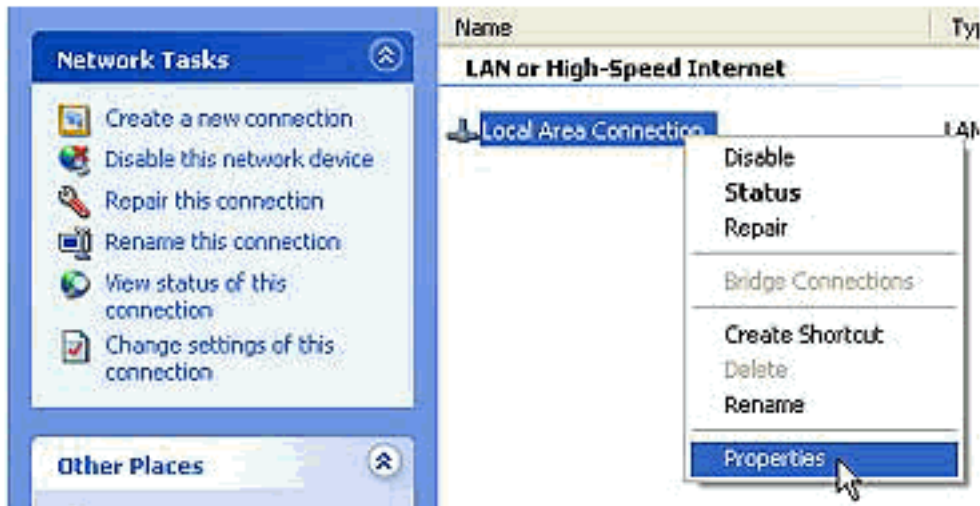 Network Tasks
Create a new connection
Disable this network device
Repair this connection
Rename this connection
View status of this
connection
Change settings of this
connection
Other Places
Name
LAN or High-Speed Internet
Local Area Connection
Disable
Status
Repair
Bridge Connections
Create Shortcut
Delete
Rename
Properties
Typ
LAN